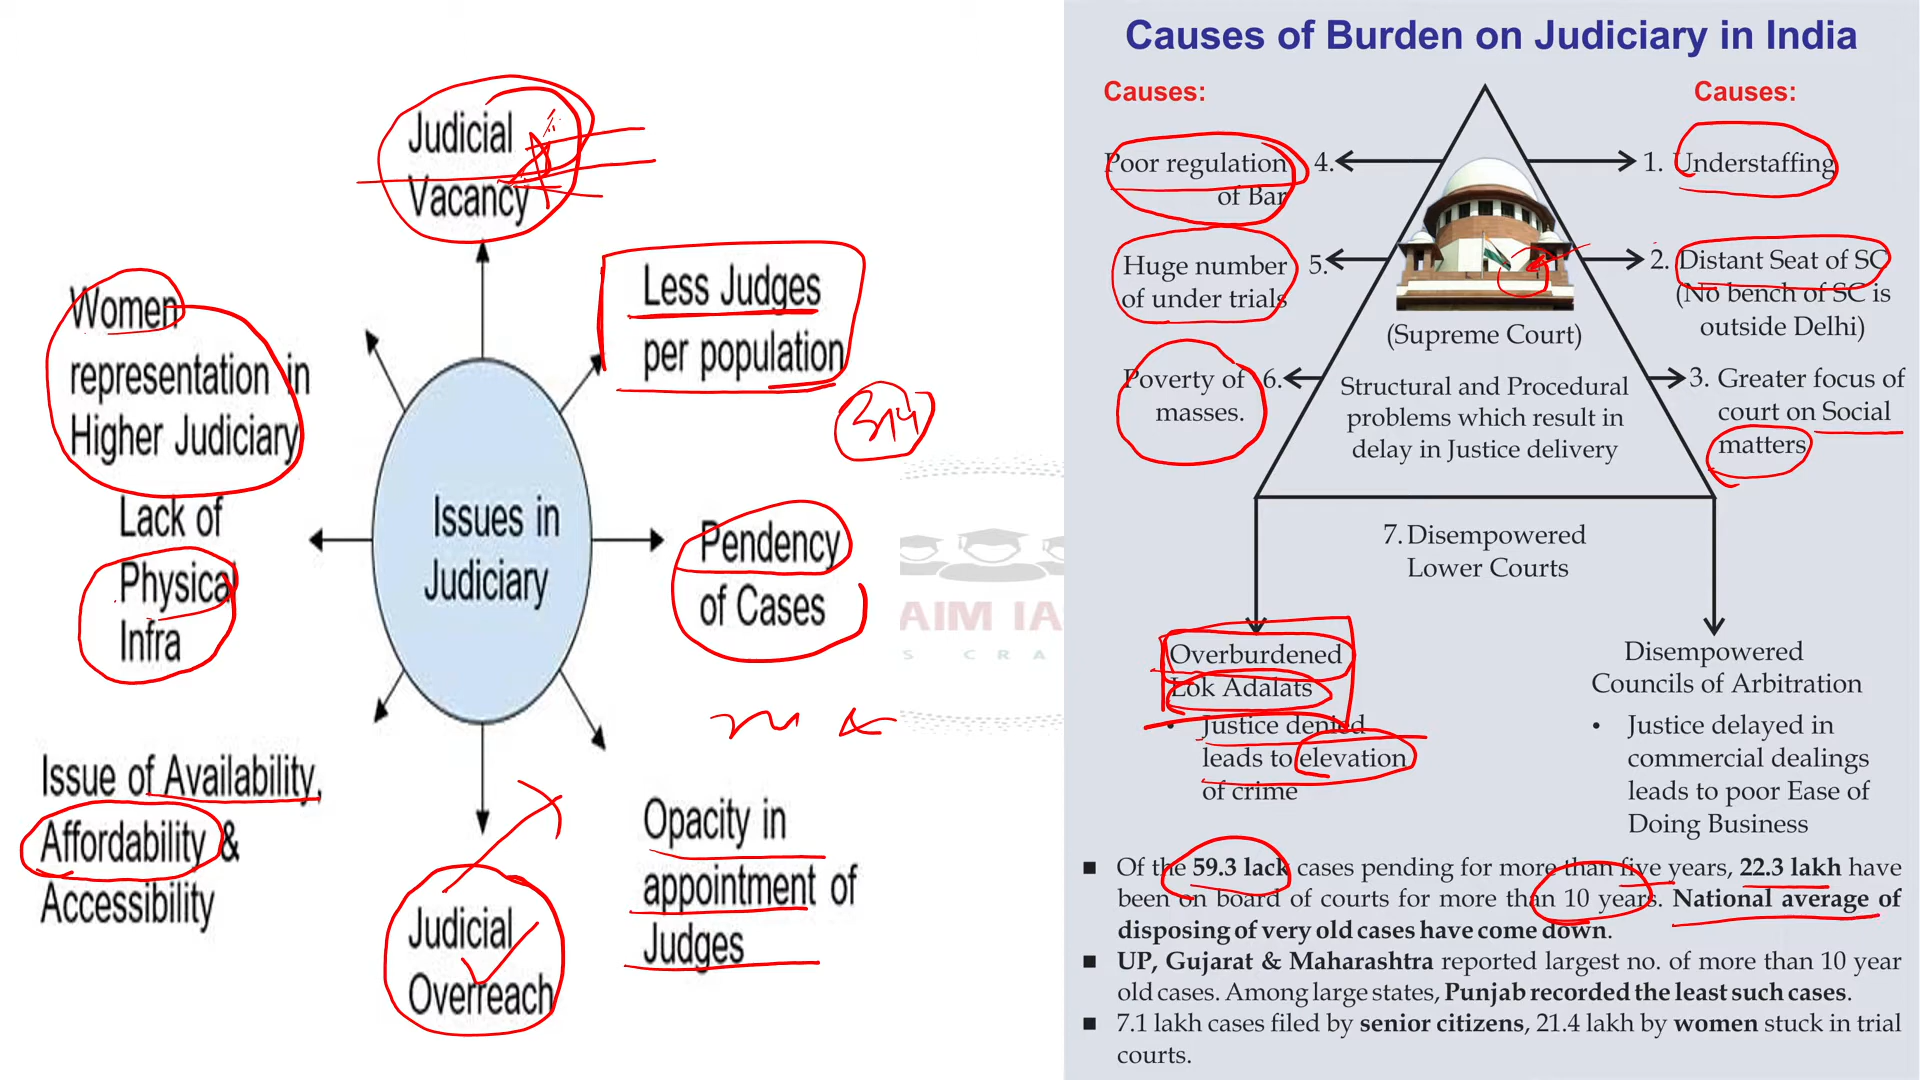 Judicial
Vacancy
Less Judges
per population
Women
representation in
Higher Judiciary
Lack of
Physical
Infra
Issues in
Judiciary
Pendency
of Cases
Issue of Availability,
Affordability &
Accessibility
Judicial
Overreach
Opacity in
appointment of
Judges
AIM IA
S C R A
Causes of Burden on Judiciary in India
Causes:
Causes:
Poor regulation 4.
of Bar
1. Understaffing
Huge number 5.
of under trials
2. Distant Seat of SC
(No bench of SC is
outside Delhi)
(Supreme Court)
Poverty of 6.
masses.
3. Greater focus of
court on Social
matters
Structural and Procedural
problems which result in
delay in Justice delivery
7. Disempowered
Lower Courts
Overburdened
Lok Adalats
• Justice denied
leads to elevation
of crime
Disempowered
Councils of Arbitration
• Justice delayed in
commercial dealings
leads to poor Ease of
Doing Business
■ Of the 59.3 lack cases pending for more than five years, 22.3 lakh have
been on board of courts for more than 10 years. National average of
disposing of very old cases have come down.
■ UP, Gujarat & Maharashtra reported largest no. of more than 10 year
old cases. Among large states, Punjab recorded the least such cases.
■ 7.1 lakh cases filed by senior citizens, 21.4 lakh by women stuck in trial
courts.